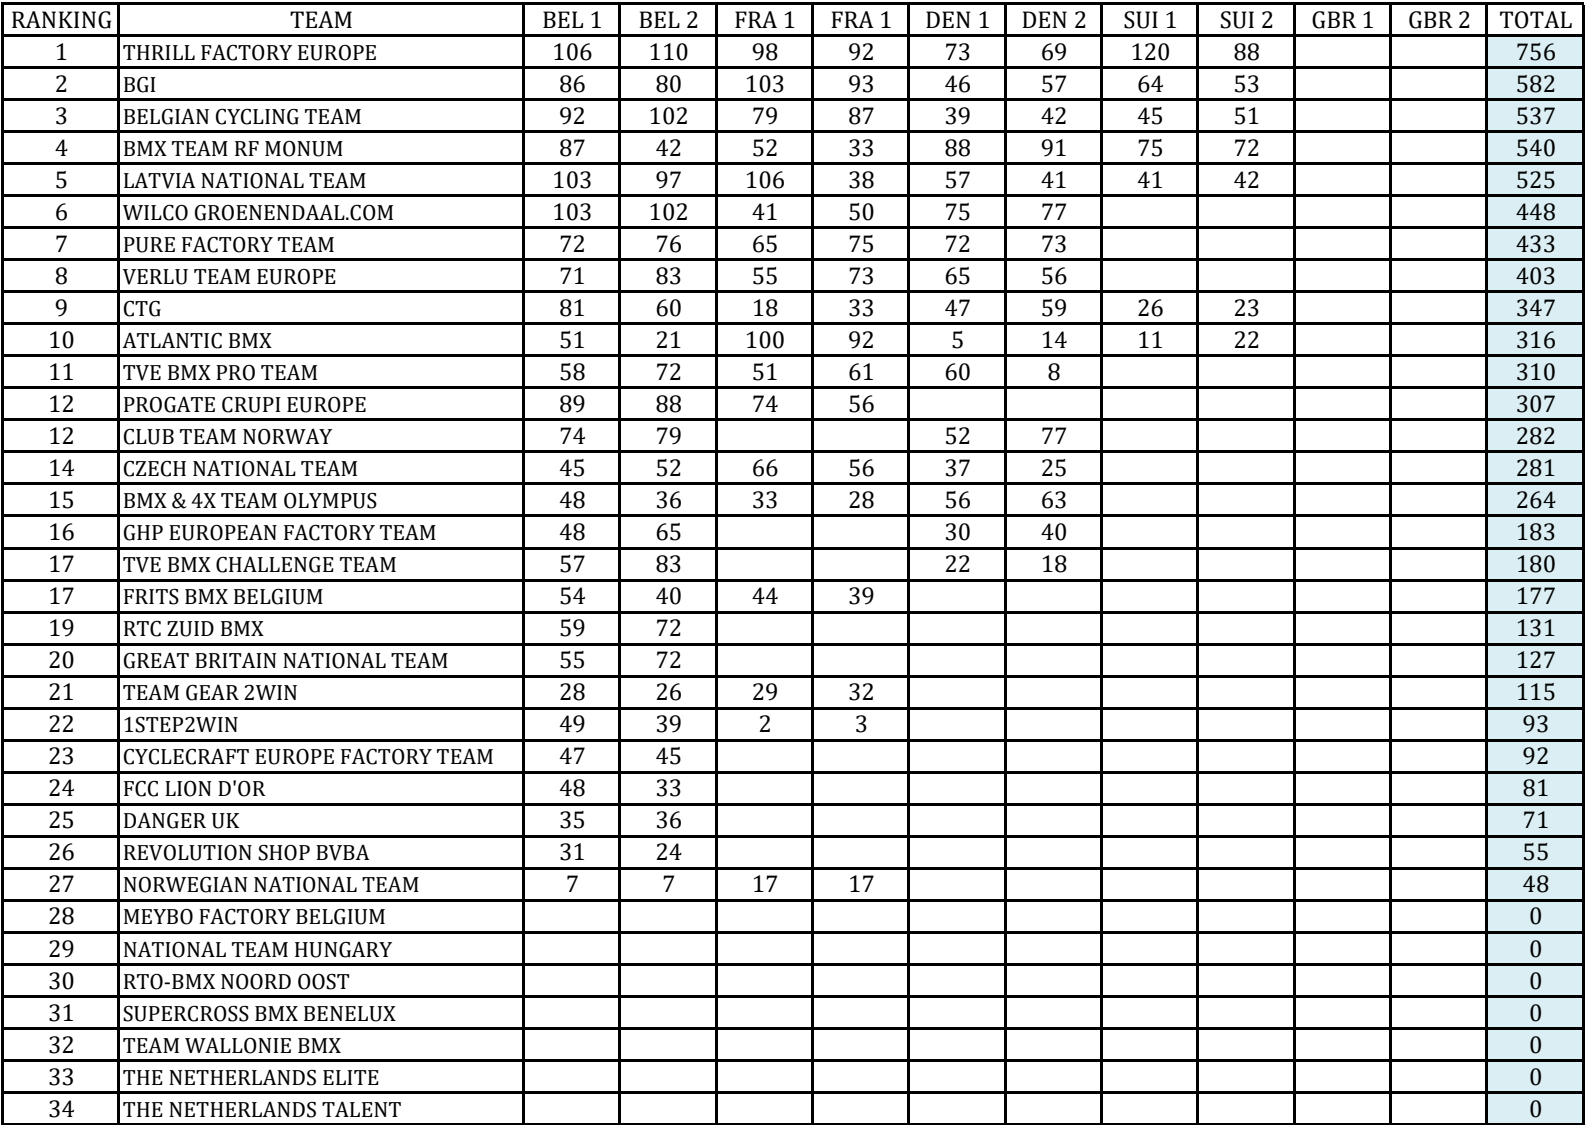 RANKING TEAM BEL 1 BEL 2 FRA 1 FRA 1 DEN 1 DEN 2 SUI 1 SUI 2 GBR 1 GBR 2 TOTAL
1 THRILL FACTORY EUROPE 106 110 98 92 73 69 120 88 756
2 BGI 86 80 103 93 46 57 64 53 582
3 BELGIAN CYCLING TEAM 92 102 79 87 39 42 45 51 537
4 BMX TEAM RF MONUM 87 42 52 33 88 91 75 72 540
5 LATVIA NATIONAL TEAM 103 97 106 38 57 41 41 42 525
6 WILCO GROENENDAAL.COM 103 102 41 50 75 77 448
7 PURE FACTORY TEAM 72 76 65 75 72 73 433
8 VERLU TEAM EUROPE 71 83 55 73 65 56 403
9 CTG 81 60 18 33 47 59 26 23 347
10 ATLANTIC BMX 51 21 100 92 5 14 11 22 316
11 TVE BMX PRO TEAM 58 72 51 61 60 8 310
12 PROGATE CRUPI EUROPE 89 88 74 56 307
12 CLUB TEAM NORWAY 74 79 52 77 282
14 CZECH NATIONAL TEAM 45 52 66 56 37 25 281
15 BMX & 4X TEAM OLYMPUS 48 36 33 28 56 63 264
16 GHP EUROPEAN FACTORY TEAM 48 65 30 40 183
17 TVE BMX CHALLENGE TEAM 57 83 22 18 180
17 FRITS BMX BELGIUM 54 40 44 39 177
19 RTC ZUID BMX 59 72 131
20 GREAT BRITAIN NATIONAL TEAM 55 72 127
21 TEAM GEAR 2WIN 28 26 29 32 115
22 1STEP2WIN 49 39 2 3 93
23 CYCLECRAFT EUROPE FACTORY TEAM 47 45 92
24 FCC LION D'OR 48 33 81
25 DANGER UK 35 36 71
26 REVOLUTION SHOP BVBA 31 24 55
27 NORWEGIAN NATIONAL TEAM 7 7 17 17 48
28 MEYBO FACTORY BELGIUM 0
29 NATIONAL TEAM HUNGARY 0
30 RTO-BMX NOORD OOST 0
31 SUPERCROSS BMX BENELUX 0
32 TEAM WALLONIE BMX 0
33 THE NETHERLANDS ELITE 0
34 THE NETHERLANDS TALENT 0